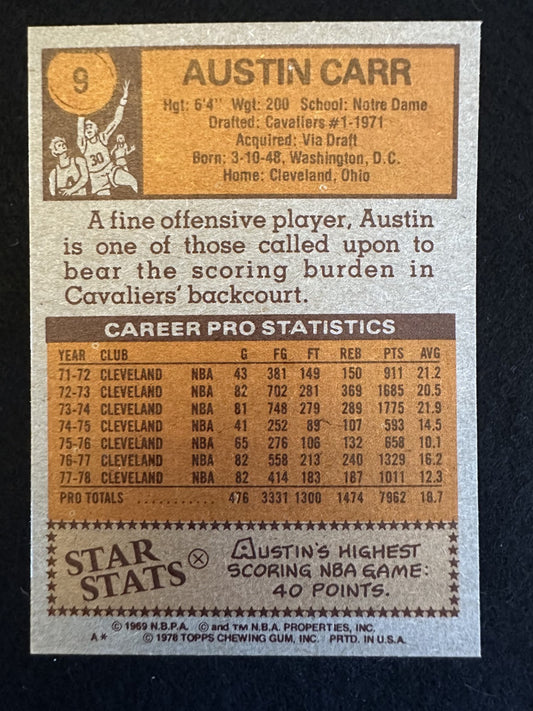 9
AUSTIN CARR
Hgt: 6'4" Wgt: 200 School: Notre Dame
Drafted: Cavaliers #1-1971
Acquired: Via Draft
Born: 3-10-48, Washington, D.C.
Home: Cleveland, Ohio
30
A fine offensive player, Austin
is one of those called upon to
bear the scoring burden in
Cavaliers' backcourt.
CAREER PRO STATISTICS
YEAR CLUB G FG FT REB PTS AVG
71-72 CLEVELAND NBA 43 381 149 150 911 21.2
72-73 CLEVELAND NBA 82 702 281 369 1685 20.5
73-74 CLEVELAND NBA 81 748 279 289 1775 21.9
74-75 CLEVELAND NBA 41 252 89 107 593 14.5
75-76 CLEVELAND NBA 65 276 106 132 658 10.1
76-77 CLEVELAND NBA 82 558 213 240 1329 16.2
77-78 CLEVELAND NBA 82 414 183 187 1011 12.3
PRO TOTALS ........... 476 3331 1300 1474 7962 18.7
STAR
STATS
AUSTIN'S HIGHEST
SCORING NBA GAME:
40 POINTS.
© 1969 N.B.P.A. © and TM N.B.A. PROPERTIES, INC.
A* © 1978 TOPPS CHEWING GUM, INC. PRTD. IN U.S.A.